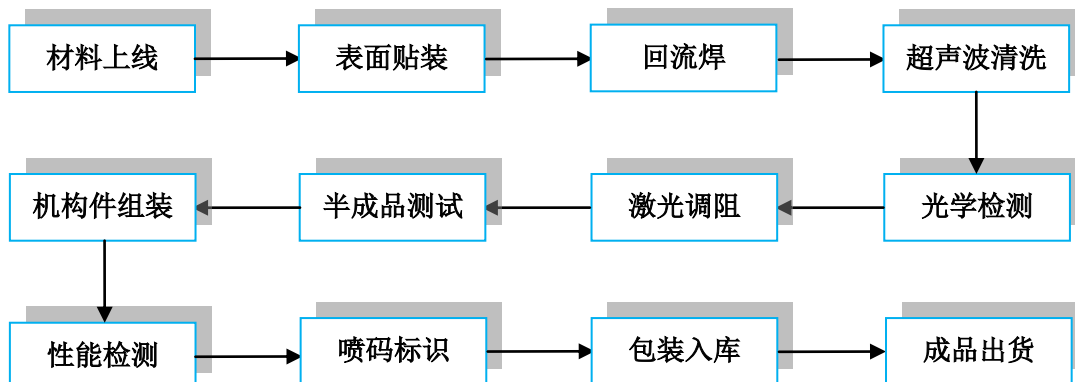 材料上线
表面贴装
回流焊
超声波清洗
机构件组装
半成品测试
激光调阻
光学检测
性能检测
喷码标识
包装入库
成品出货